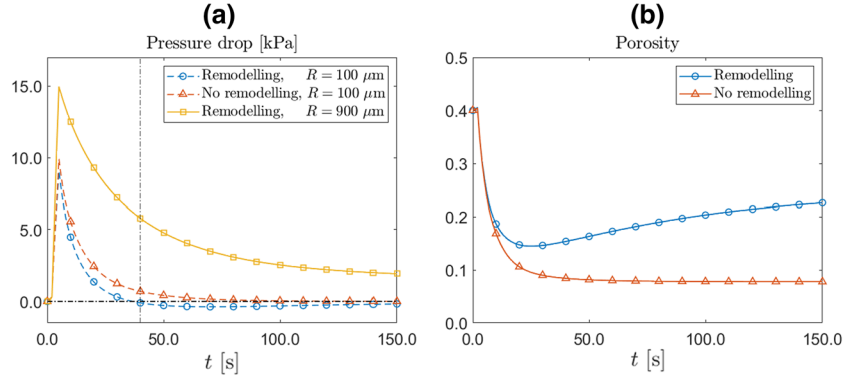 (a)
Pressure drop [kPa]
15.0
10.0
5.0
0.0
Remodelling, R = 100 μm
No remodelling, R = 100 μm
Remodelling, R = 900 μm
0.0 50.0 100.0 150.0
t [s]
(b)
Porosity
0.5
0.4
0.3
0.2
0.1
0.0
Remodelling
No remodelling
0.0 50.0 100.0 150.0
t [s]